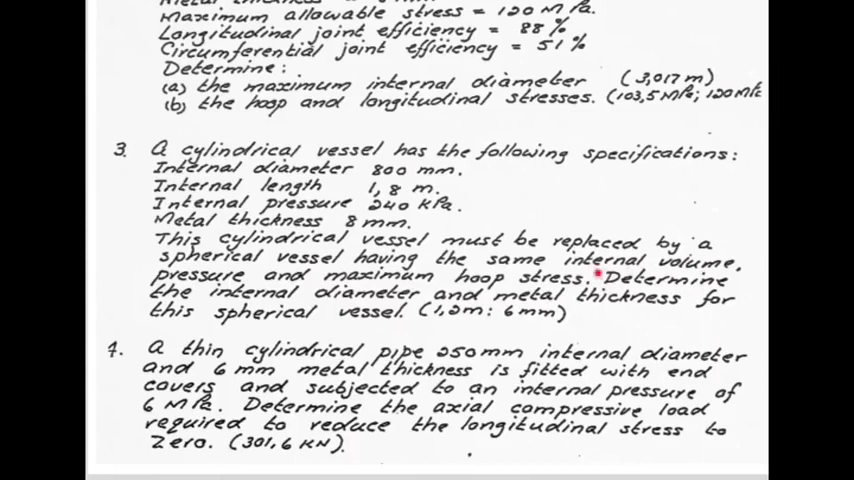 Maximum allowable stress = 120 MPa.
Longitudinal joint efficiency = 88 %
Circumferential joint efficiency = 51 %
Determine:
(a) the maximum internal diameter (3,017 m)
(b) the hoop and longitudinal stresses. (103,5 MPa; 120 MPa
3. A cylindrical vessel has the following specifications:
Internal diameter 800 mm.
Internal length 1,8 m.
Internal pressure 240 kPa.
Metal thickness 8 mm.
This cylindrical vessel must be replaced by a
spherical vessel having the same internal volume,
pressure and maximum hoop stress. Determine
the internal diameter and metal thickness for
this spherical vessel. (1,2m; 6mm)
4. A thin cylindrical pipe 250 mm internal diameter
and 6 mm metal thickness is fitted with end
covers and subjected to an internal pressure of
6 MPa. Determine the axial compressive load
required to reduce the longitudinal stress to
zero. (301,6 KN).